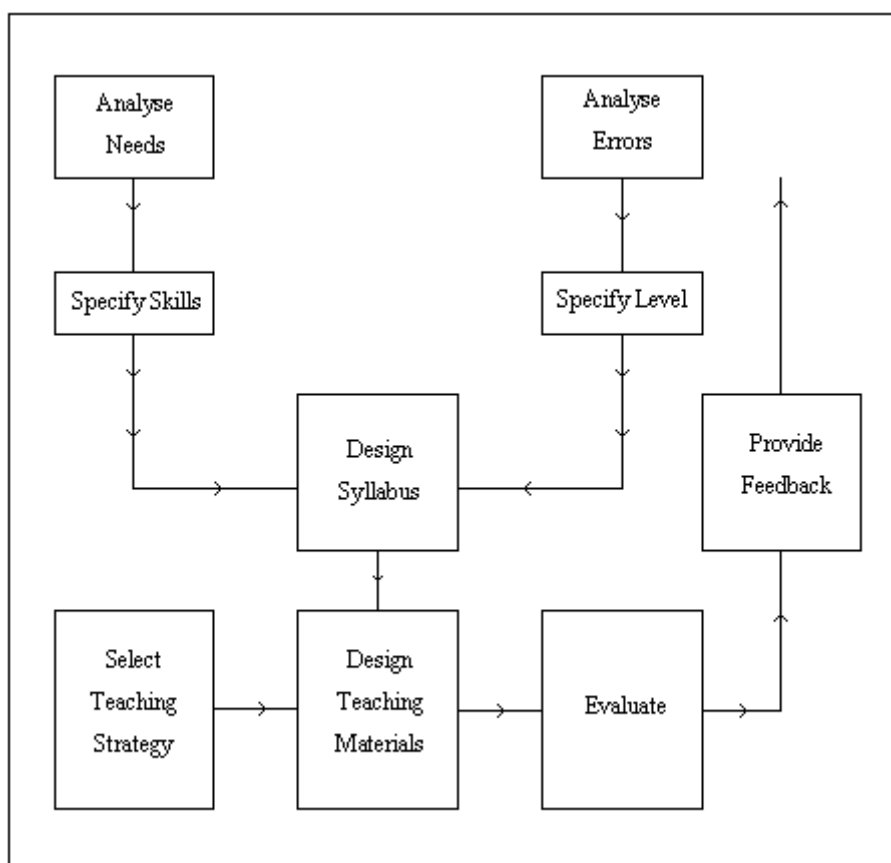 Analyse
Needs
Analyse
Errors
Specify Skills
Specify Level
Design
Syllabus
Provide
Feedback
Select
Teaching
Strategy
Design
Teaching
Materials
Evaluate